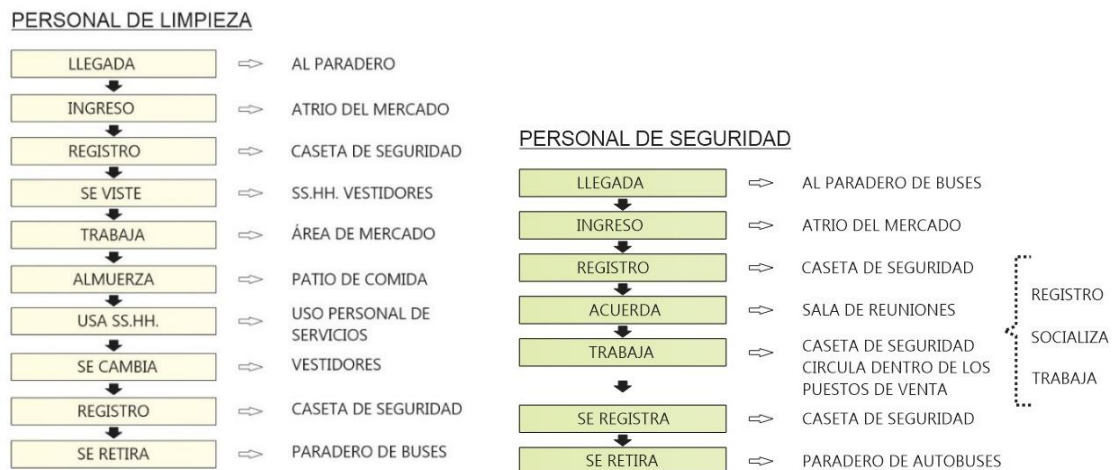 PERSONAL DE LIMPIEZA
LLEGADA
AL PARADERO
INGRESO
ATRIO DEL MERCADO
REGISTRO
CASETA DE SEGURIDAD
SE VISTE
SS.HH. VESTIDORES
TRABAJA
ÁREA DE MERCADO
ALMUERZA
PATIO DE COMIDA
USA SS.HH.
USO PERSONAL DE
SERVICIOS
SE CAMBIA
VESTIDORES
REGISTRO
CASETA DE SEGURIDAD
SE RETIRA
PARADERO DE BUSES
PERSONAL DE SEGURIDAD
LLEGADA
AL PARADERO DE BUSES
INGRESO
ATRIO DEL MERCADO
REGISTRO
CASETA DE SEGURIDAD
ACUERDA
SALA DE REUNIONES
TRABAJA
CASETA DE SEGURIDAD
CIRCULA DENTRO DE LOS
PUESTOS DE VENTA
REGISTRO
SOCIALIZA
TRABAJA
SE REGISTRA
CASETA DE SEGURIDAD
SE RETIRA
PARADERO DE AUTOBUSES